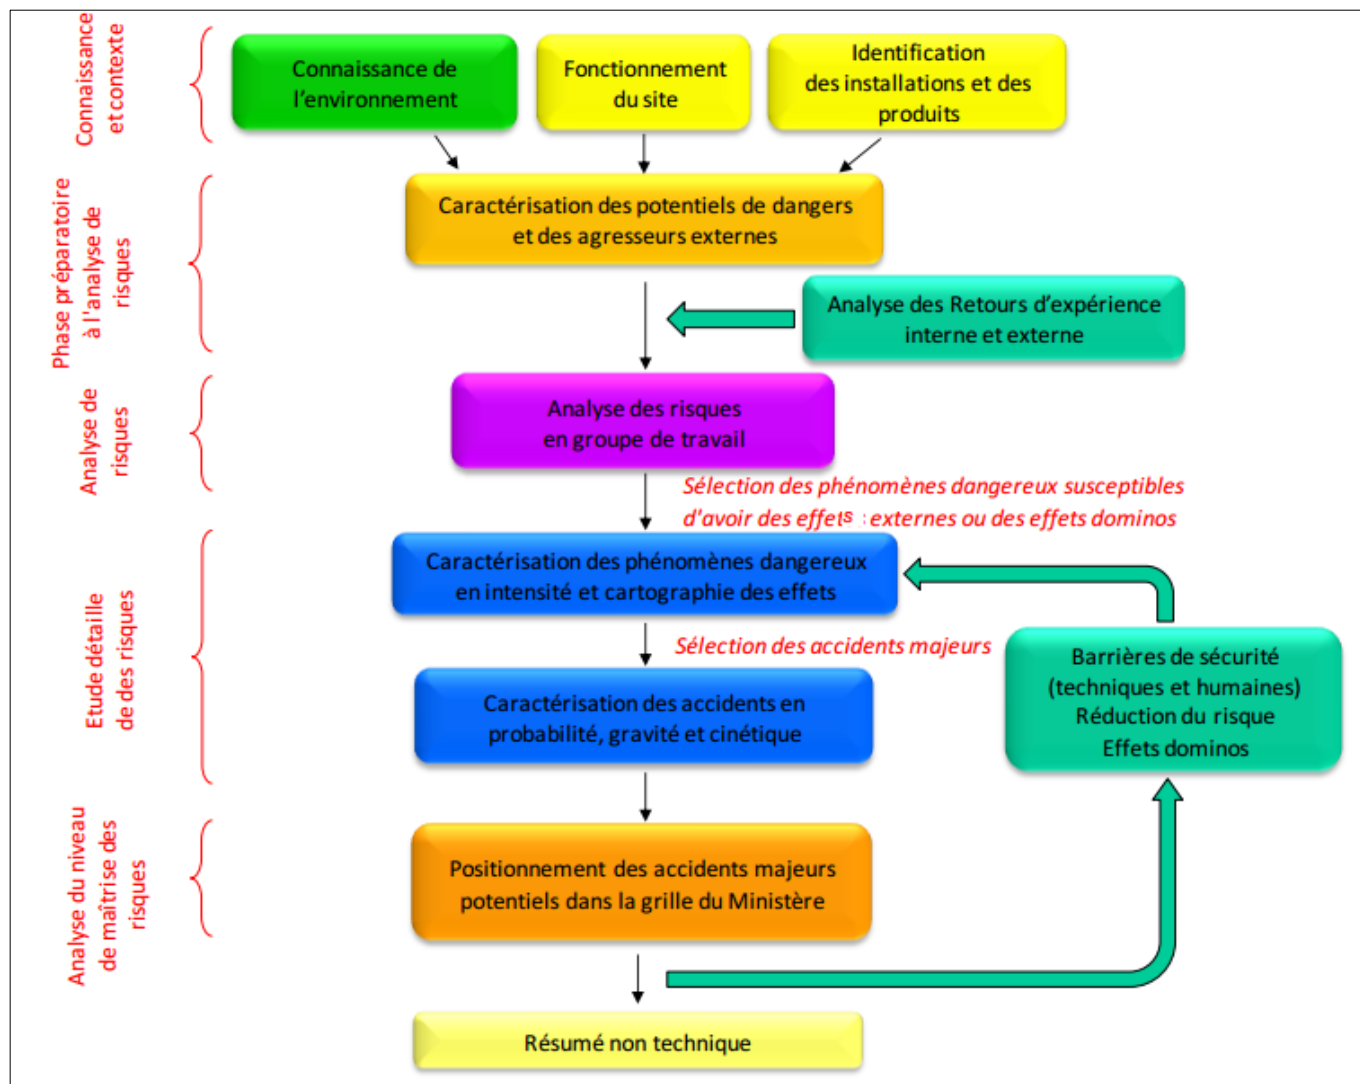 Connaissance
et contexte
Connaissance de
l'environnement
Fonctionnement
du site
Identification
des installations et des
produits
Phase préparatoire
à l'analyse de
risques
Caractérisation des potentiels de dangers
et des agresseurs externes
Analyse des Retours d'expérience
interne et externe
Analyse de
risques
Analyse des risques
en groupe de travail
Sélection des phénomènes dangereux susceptibles
d'avoir des effets externes ou des effets dominos
Etude détaille
de des risques
Caractérisation des phénomènes dangereux
en intensité et cartographie des effets
Sélection des accidents majeurs
Caractérisation des accidents en
probabilité, gravité et cinétique
Barrières de sécurité
(techniques et humaines)
Réduction du risque
Effets dominos
Analyse du niveau
de maîtrise des
risques
Positionnement des accidents majeurs
potentiels dans la grille du Ministère
Résumé non technique